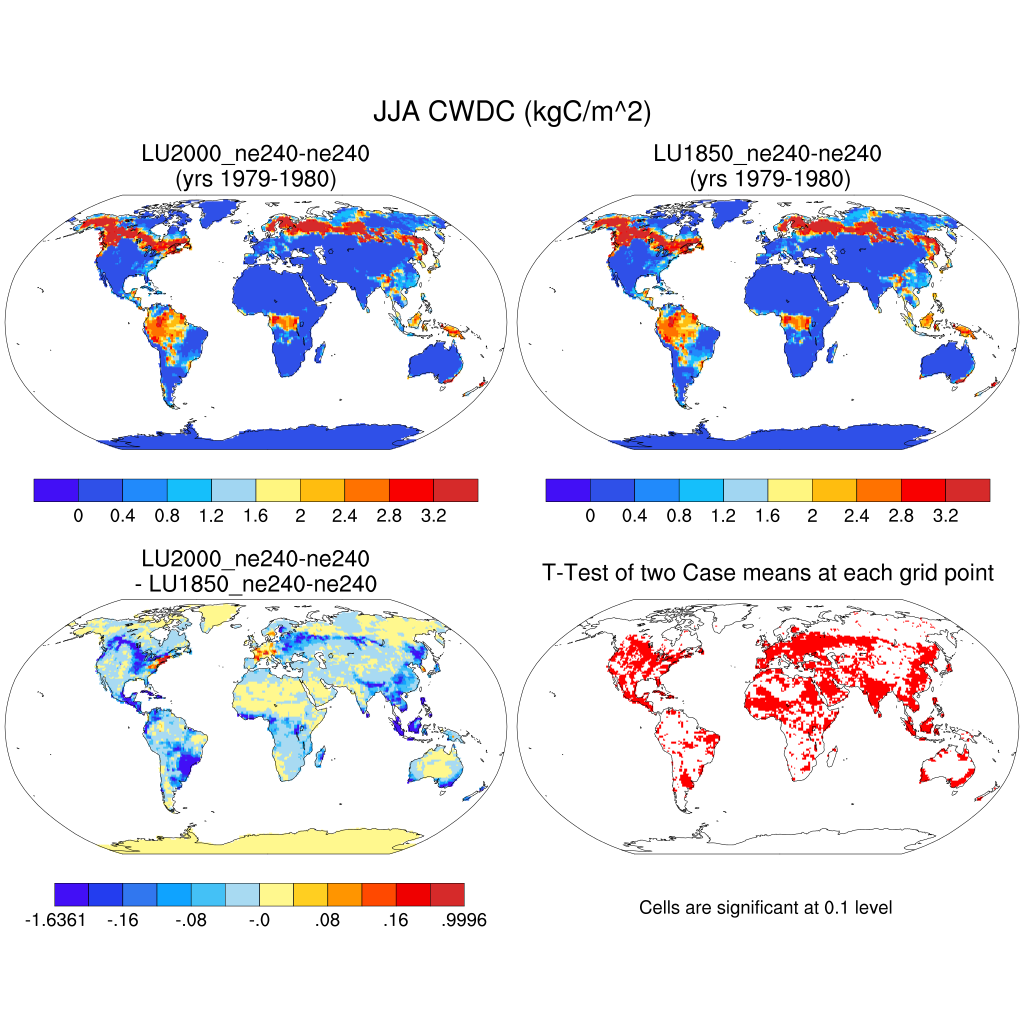 JJA CWDC (kgC/m^2)
LU2000_ne240-ne240
(yrs 1979-1980)
LU1850_ne240-ne240
(yrs 1979-1980)
0 0.4 0.8 1.2 1.6 2 2.4 2.8 3.2
0 0.4 0.8 1.2 1.6 2 2.4 2.8 3.2
LU2000_ne240-ne240
- LU1850_ne240-ne240
T-Test of two Case means at each grid point
-1.6361 -.16 -.08 -.0 .08 .16 .9996
Cells are significant at 0.1 level